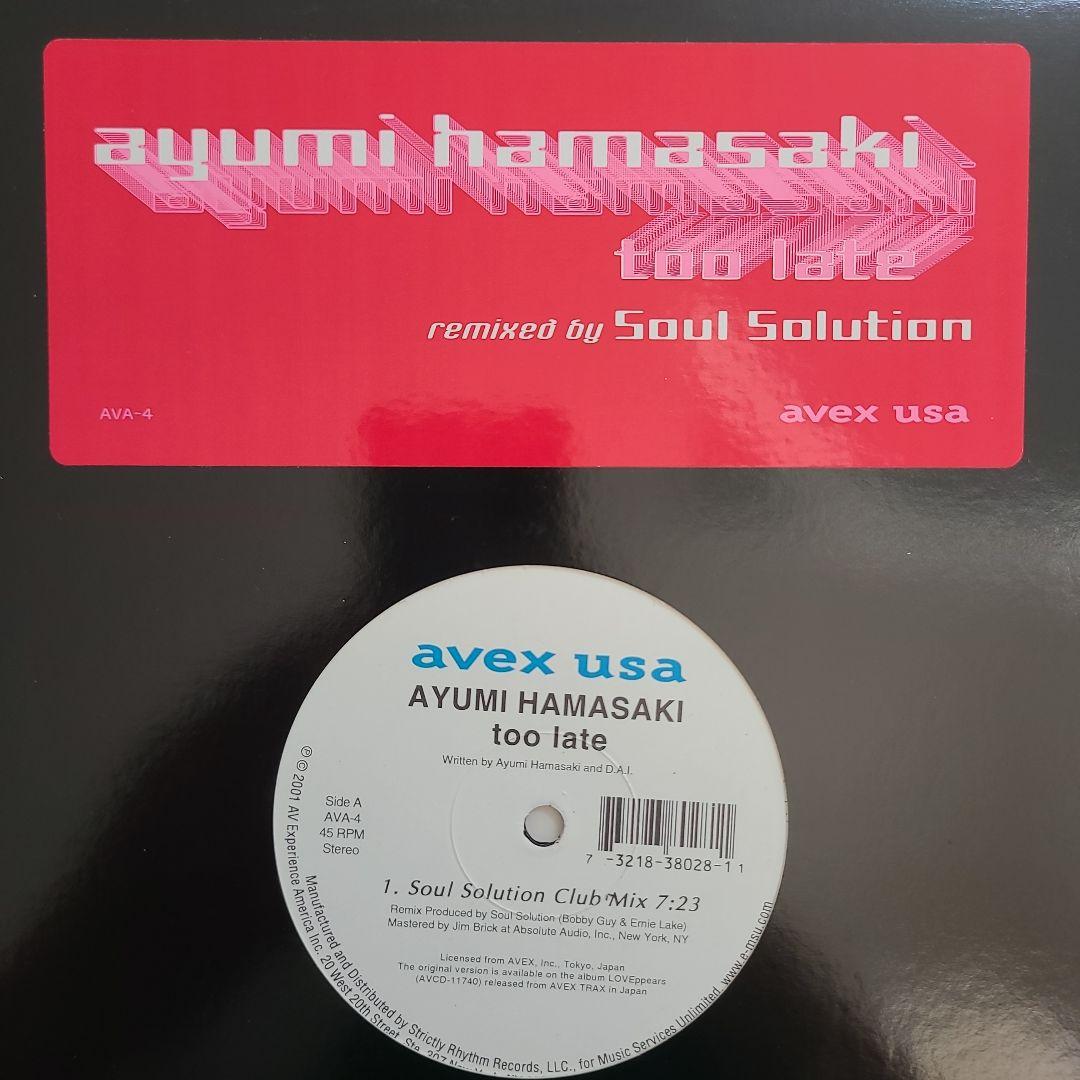 ayumi hamasaki
ayumi hamasaki
too late
remixed by Soul Solution
AVA-4
avex usa
avex usa
AYUMI HAMASAKI
too late
Written by Ayumi Hamasaki and D.A.I.
Side A
AVA-4
45 RPM
Stereo
7 -3218-38028-1 1
1. Soul Solution Club Mix 7:23
Remix Produced by Soul Solution (Bobby Guy & Ernie Lake)
Mastered by Jim Brick at Absolute Audio, Inc., New York, NY
Licensed from AVEX, Inc., Tokyo, Japan
The original version is available on the album LOVEppears
(AVCD-11740) released from AVEX TRAX in Japan
℗ © 2001 AV Experience America Inc. 20 West 20th Street, Ste. 307
Manufactured and Distributed by Strictly Rhythm Records, LLC., for Music Services Unlimited. www.e-msu.com